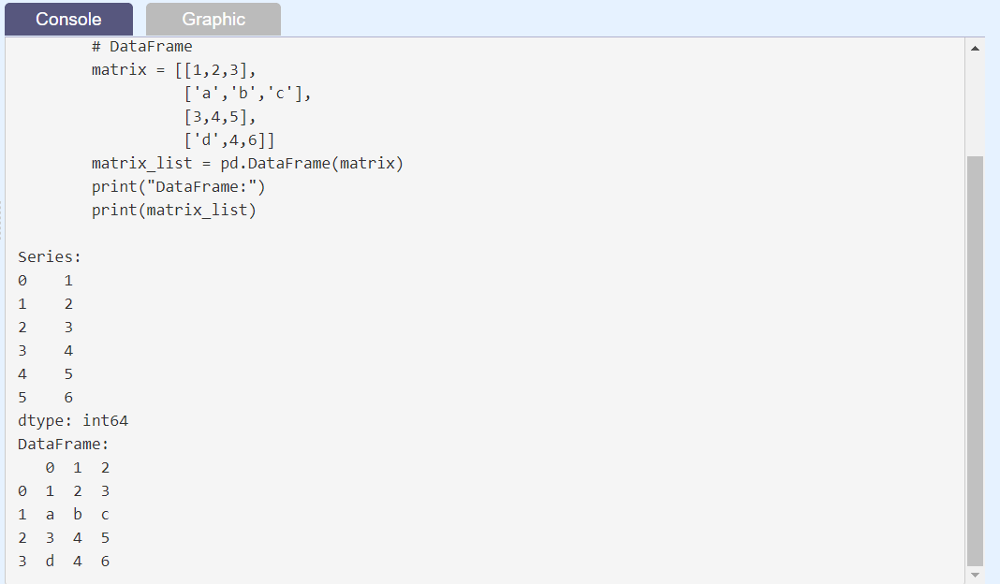 Console Graphic
# DataFrame
matrix = [[1,2,3],
['a','b','c'],
[3,4,5],
['d',4,6]]
matrix_list = pd.DataFrame(matrix)
print("DataFrame:")
print(matrix_list)
Series:
0    1
1    2
2    3
3    4
4    5
5    6
dtype: int64
DataFrame:
   0  1  2
0  1  2  3
1  a  b  c
2  3  4  5
3  d  4  6